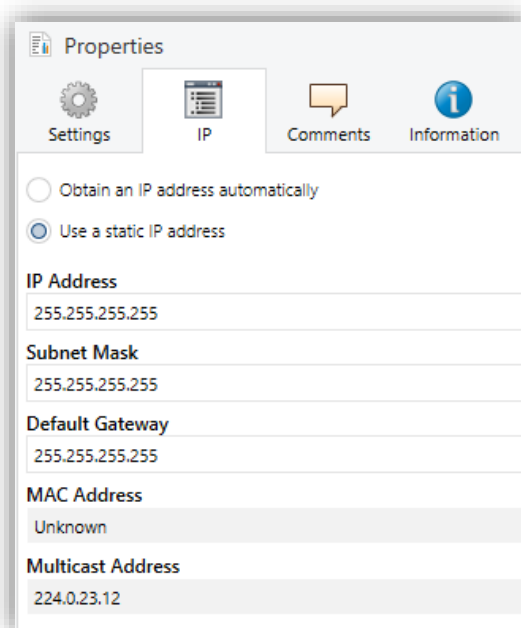 Properties
Settings IP Comments Information
Obtain an IP address automatically
Use a static IP address
IP Address
255.255.255.255
Subnet Mask
255.255.255.255
Default Gateway
255.255.255.255
MAC Address
Unknown
Multicast Address
224.0.23.12